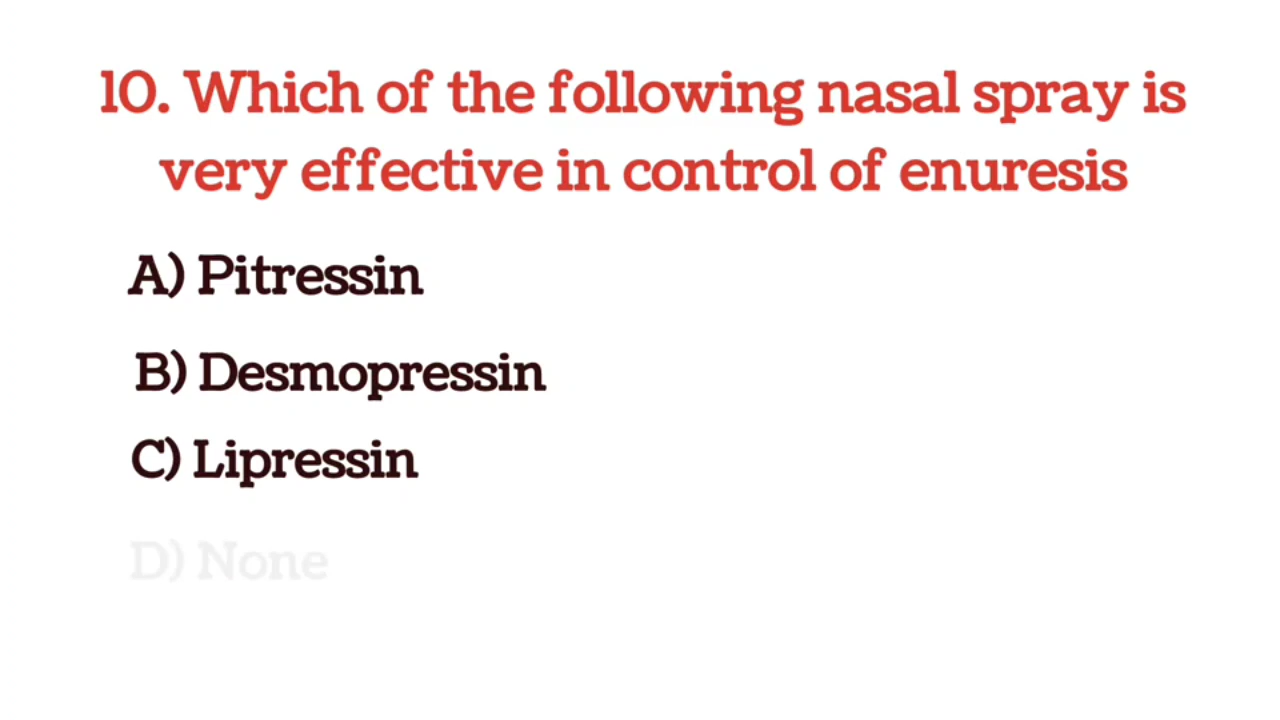 10. Which of the following nasal spray is
very effective in control of enuresis
A) Pitressin
B) Desmopressin
C) Lipressin
D) None